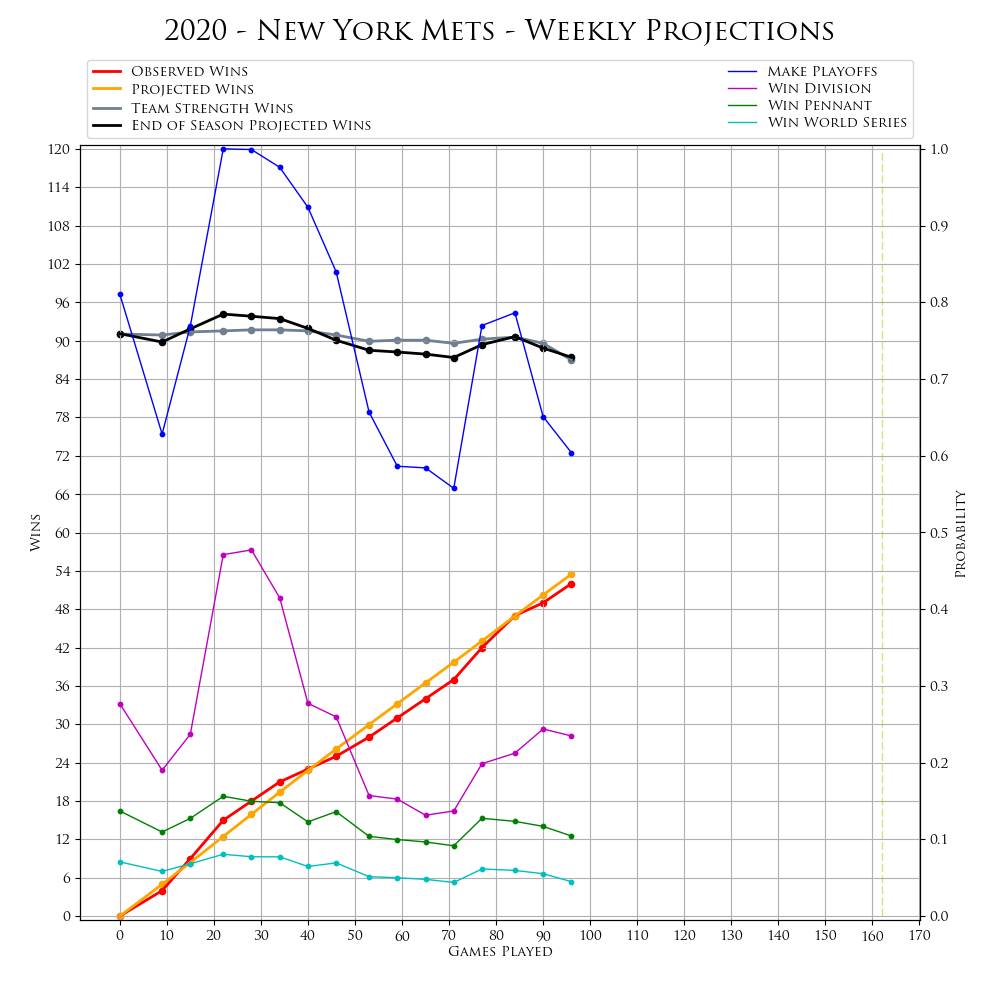 2020 - New York Mets - Weekly Projections
Observed Wins
Projected Wins
Team Strength Wins
End of Season Projected Wins
Make Playoffs
Win Division
Win Pennant
Win World Series
120
114
108
102
96
90
84
78
72
66
60
54
48
42
36
30
24
18
12
6
0
Wins
1.0
0.9
0.8
0.7
0.6
0.5
0.4
0.3
0.2
0.1
0.0
Probability
0 10 20 30 40 50 60 70 80 90 100 110 120 130 140 150 160 170
Games Played